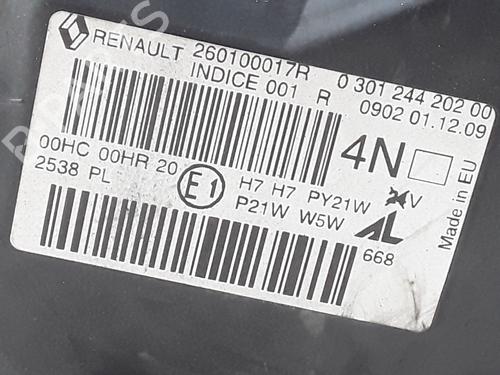 RENAULT 260100017R 0 301 244 202 00
INDICE 001 R 0902 01.12.09
4N
00HC 00HR 20 E1 H7 H7 PY21W V
2538 PL P21W W5W AL
668
Made in EU